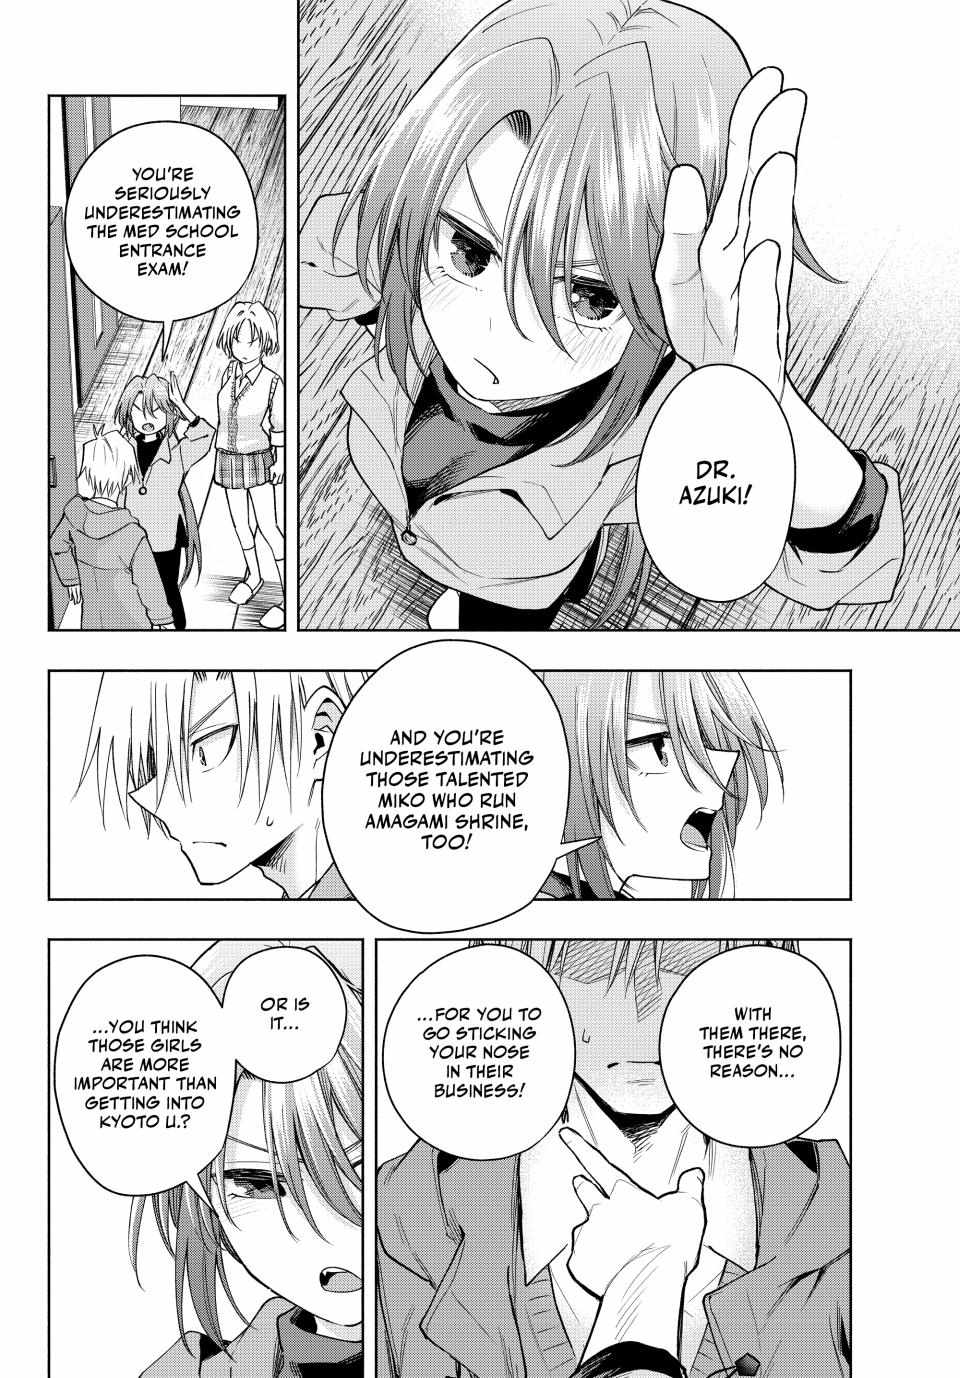 DR.
AZUKI!
YOU'RE
SERIOUSLY
UNDERESTIMATING
THE MED SCHOOL
ENTRANCE
EXAM!
AND YOU'RE
UNDERESTIMATING
THOSE TALENTED
MIKO WHO RUN
AMAGAMI SHRINE,
TOO!
WITH
THEM THERE,
THERE'S NO
REASON...
...FOR YOU TO
GO STICKING
YOUR NOSE
IN THEIR
BUSINESS!
OR IS
IT...
...YOU THINK
THOSE GIRLS
ARE MORE
IMPORTANT THAN
GETTING INTO
KYOTO U.?